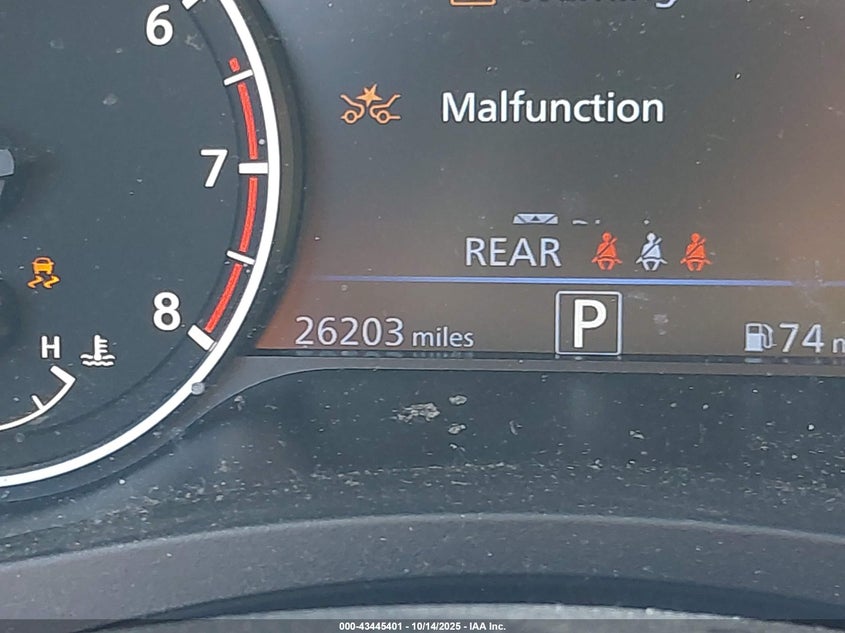 6
Malfunction
7
REAR
8
26203 miles
P
74
H
000-43445401 - 10/14/2025 - IAA Inc.